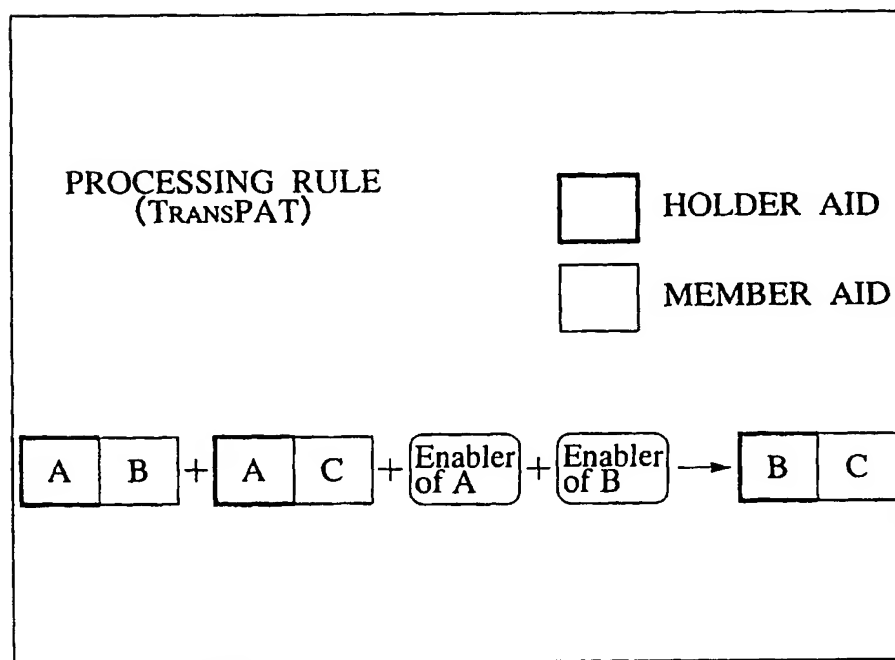 PROCESSING RULE
(TRANSPAT)
HOLDER AID
MEMBER AID
A B + A C + Enabler of A + Enabler of B → B C